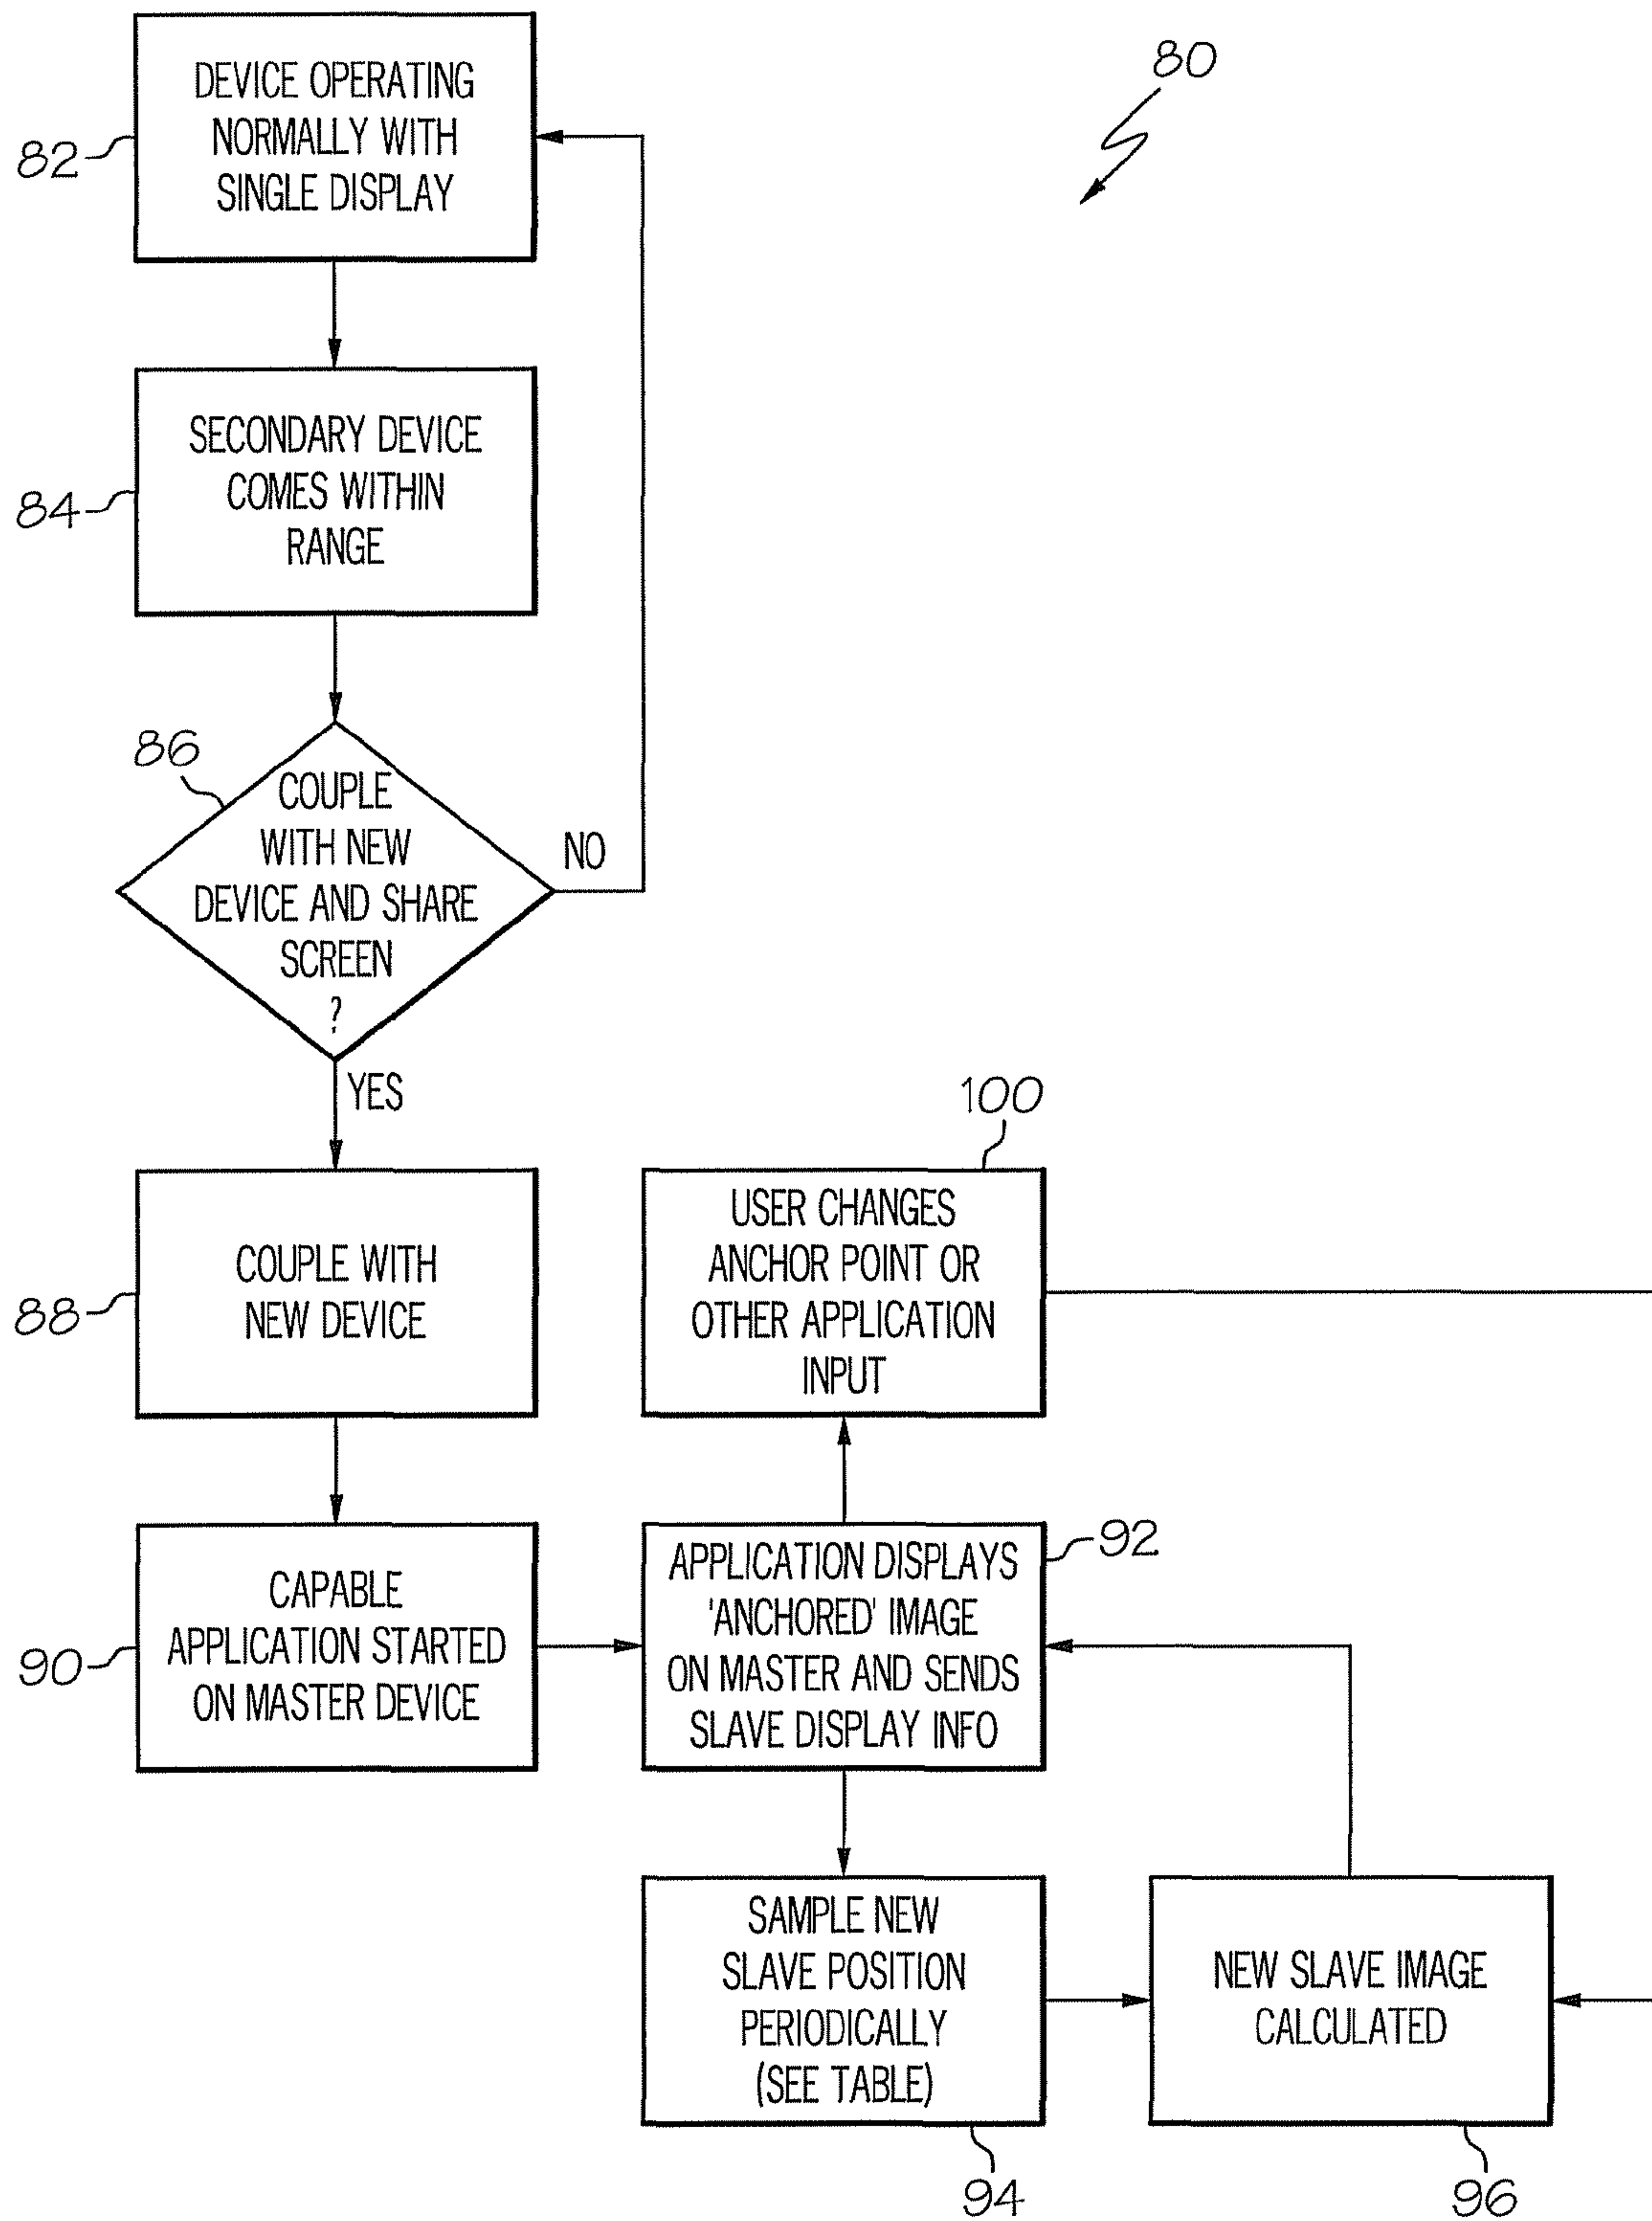 80
DEVICE OPERATING
NORMALLY WITH
SINGLE DISPLAY
82
SECONDARY DEVICE
COMES WITHIN
RANGE
84
86
COUPLE
WITH NEW
DEVICE AND SHARE
SCREEN
?
NO
YES
COUPLE WITH
NEW DEVICE
88
100
USER CHANGES
ANCHOR POINT OR
OTHER APPLICATION
INPUT
CAPABLE
APPLICATION STARTED
ON MASTER DEVICE
90
APPLICATION DISPLAYS
'ANCHORED' IMAGE
ON MASTER AND SENDS
SLAVE DISPLAY INFO
92
SAMPLE NEW
SLAVE POSITION
PERIODICALLY
(SEE TABLE)
94
NEW SLAVE IMAGE
CALCULATED
96